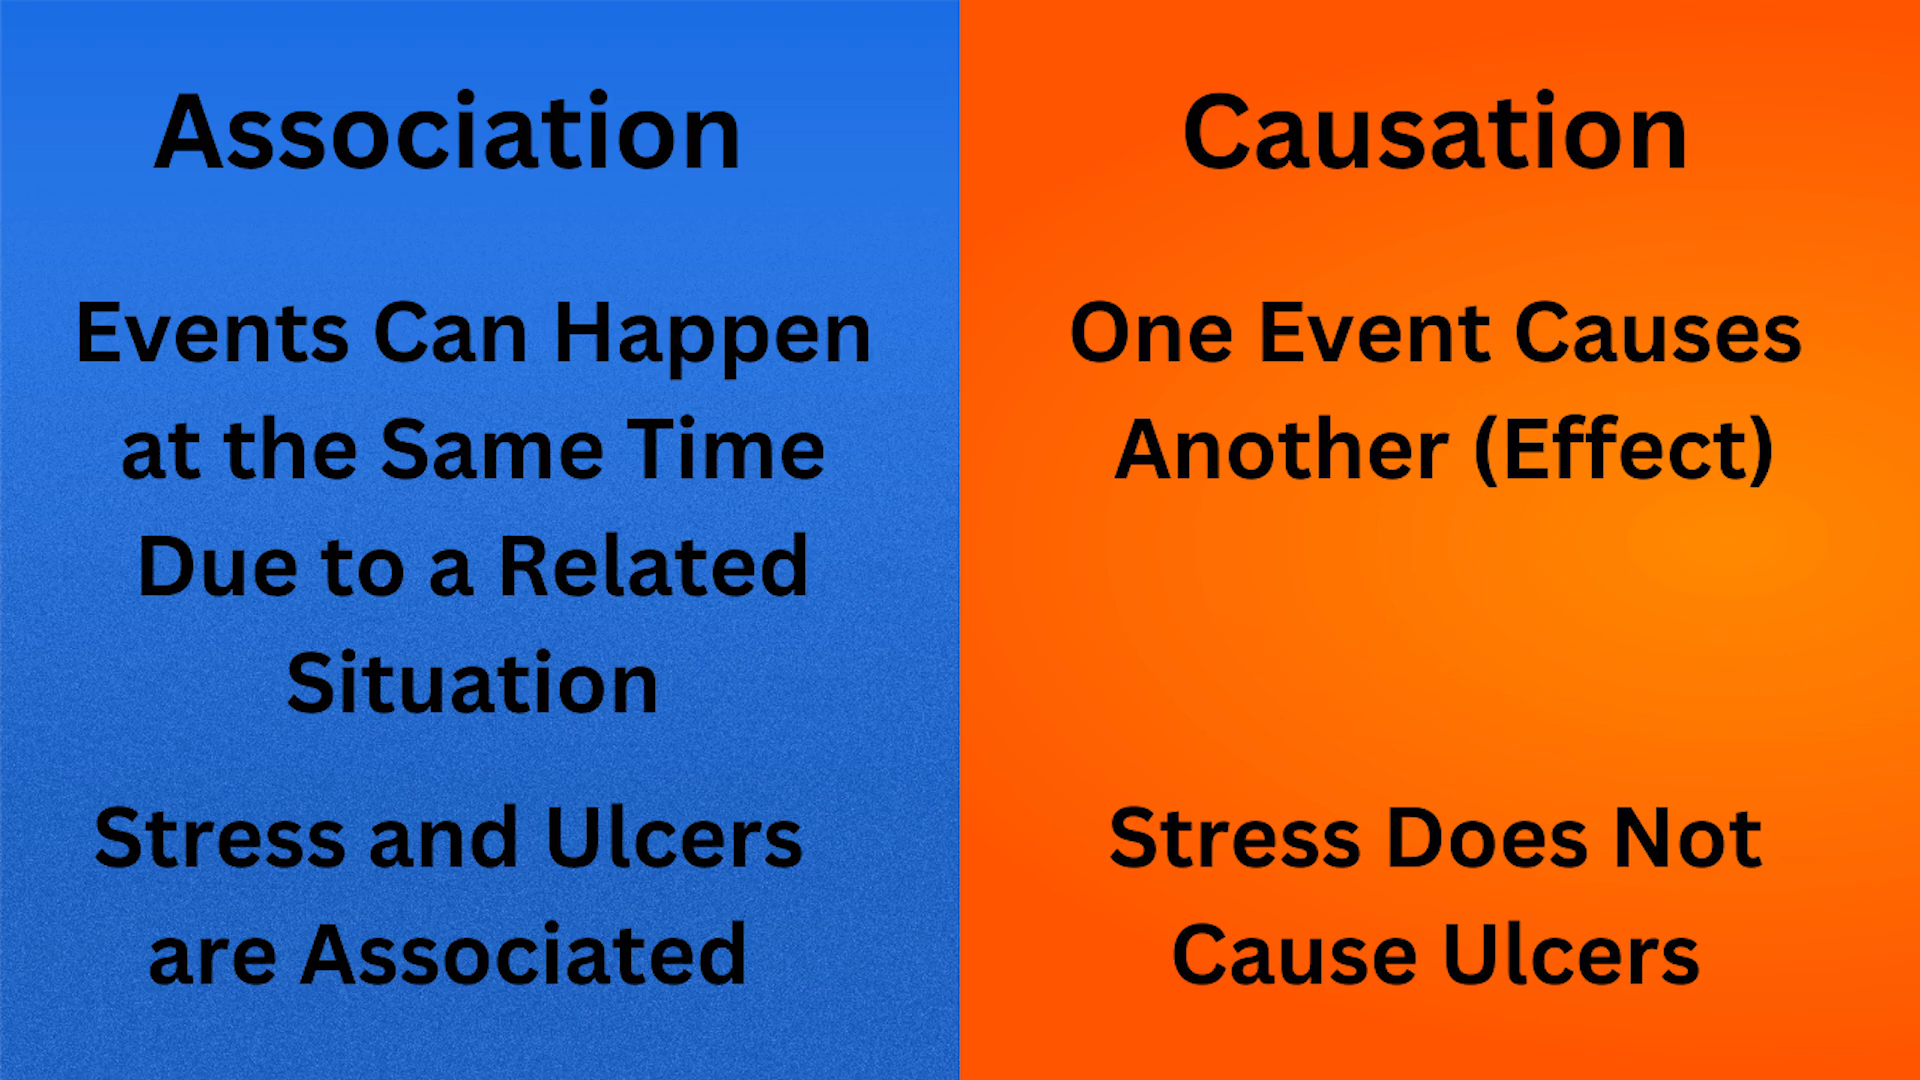 Association
Events Can Happen
at the Same Time
Due to a Related
Situation
Stress and Ulcers
are Associated
Causation
One Event Causes
Another (Effect)
Stress Does Not
Cause Ulcers